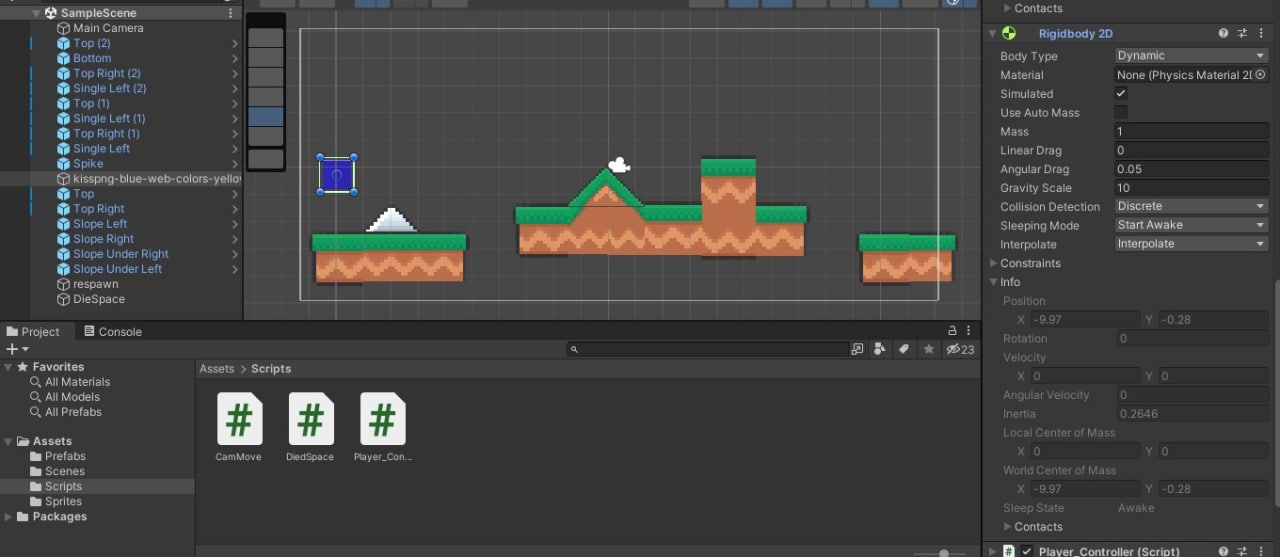 SampleScene
Main Camera
Top (2)
Bottom
Top Right (2)
Single Left (2)
Top (1)
Single Left (1)
Top Right (1)
Single Left
Spike
kisspng-blue-web-colors-yellow
Top
Top Right
Slope Left
Slope Right
Slope Under Right
Slope Under Left
respawn
DieSpace
Project
Console
23
Favorites
All Materials
All Models
All Prefabs
Assets
Prefabs
Scenes
Scripts
Sprites
Packages
Assets > Scripts
CamMove
DiedSpace
Player_Con...
Contacts
Rigidbody 2D
Body Type Dynamic
Material None (Physics Material 2D
Simulated
Use Auto Mass
Mass 1
Linear Drag 0
Angular Drag 0.05
Gravity Scale 10
Collision Detection Discrete
Sleeping Mode Start Awake
Interpolate Interpolate
Constraints
Info
Position
X -9.97 Y -0.28
Rotation 0
Velocity
X 0 Y 0
Angular Velocity 0
Inertia 0.2646
Local Center of Mass
X 0 Y 0
World Center of Mass
X -9.97 Y -0.28
Sleep State Awake
Contacts
Player_Controller (Script)